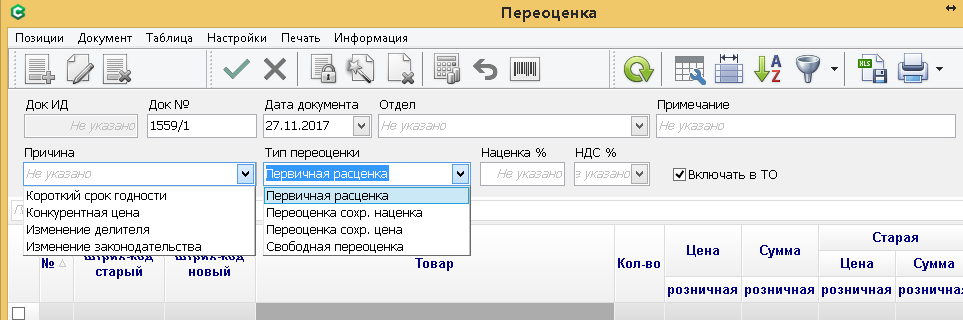 Переоценка
Позиции Документ Таблица Настройки Печать Информация
XLS
Док ИД Док № Дата документа Отдел Примечание
Не указано 1559/1 27.11.2017 Не указано Не указано
Причина Тип переоценки Наценка % НДС %
Не указано Первичная расценка Не указано з указано> Включать в ТО
Короткий срок годности
Конкурентная цена
Изменение делителя
Изменение законодательства
Первичная расценка
Переоценка сохр. наценка
Переоценка сохр. цена
Свободная переоценка
№ штрих-код старый штрих-код новый Товар Кол-во Цена Сумма Старая
Цена Сумма
розничная розничная розничная розничная